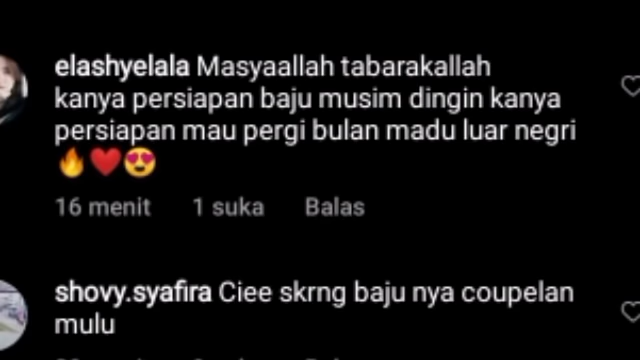 elashyelala Masyaallah tabarakallah
kanya persiapan baju musim dingin kanya
persiapan mau pergi bulan madu luar negri
🔥❤️😍
16 menit 1 suka Balas
shovy.syafira Ciee skrng baju nya coupelan
mulu